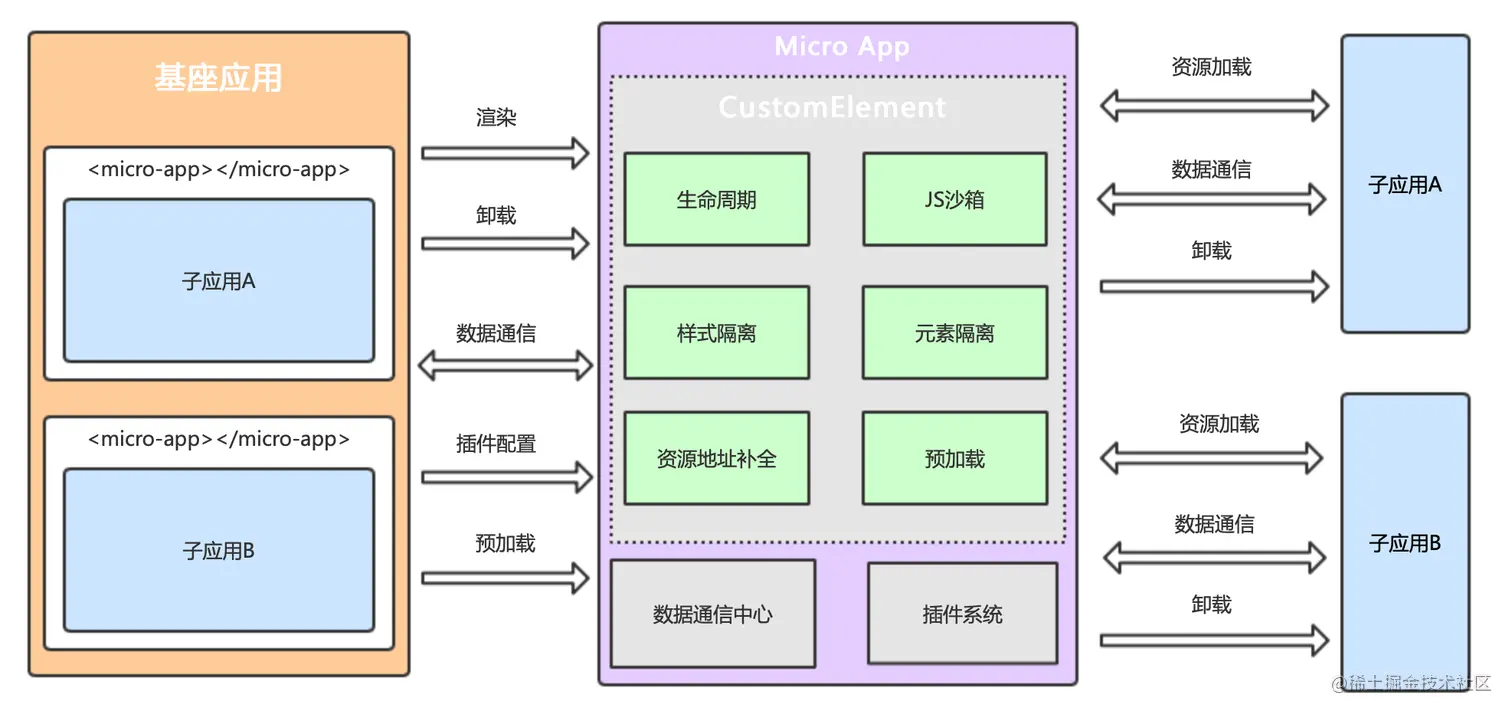 基座应用
<micro-app></micro-app>
子应用A
<micro-app></micro-app>
子应用B
渲染
卸载
数据通信
插件配置
预加载
Micro App
CustomElement
生命周期
JS沙箱
样式隔离
元素隔离
资源地址补全
预加载
数据通信中心
插件系统
资源加载
数据通信
卸载
子应用A
资源加载
数据通信
卸载
子应用B
@稀土掘金技术社区